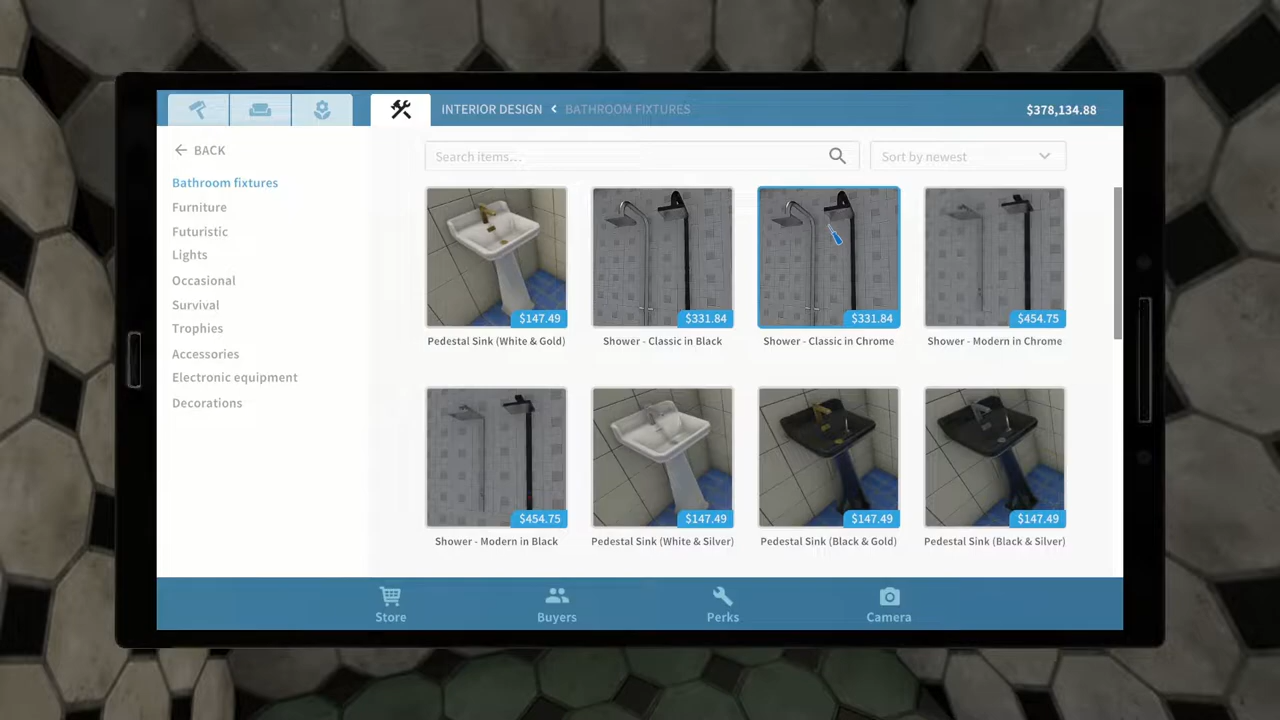 INTERIOR DESIGN < BATHROOM FIXTURES
$378,134.88
BACK
Bathroom fixtures
Furniture
Futuristic
Lights
Occasional
Survival
Trophies
Accessories
Electronic equipment
Decorations
Search items...
Sort by newest
$147.49
$331.84
$331.84
$454.75
Pedestal Sink (White & Gold)
Shower - Classic in Black
Shower - Classic in Chrome
Shower - Modern in Chrome
$454.75
$147.49
$147.49
$147.49
Shower - Modern in Black
Pedestal Sink (White & Silver)
Pedestal Sink (Black & Gold)
Pedestal Sink (Black & Silver)
Store
Buyers
Perks
Camera